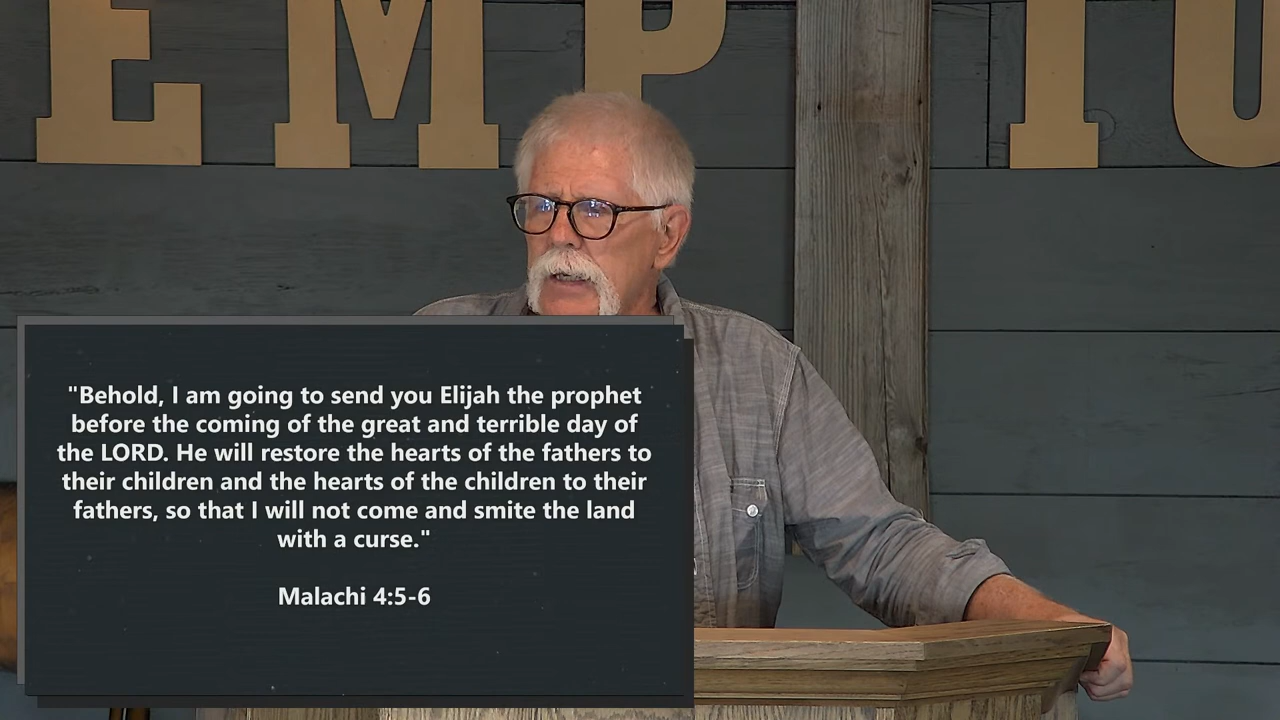 EMP IO
"Behold, I am going to send you Elijah the prophet
before the coming of the great and terrible day of
the LORD. He will restore the hearts of the fathers to
their children and the hearts of the children to their
fathers, so that I will not come and smite the land
with a curse."
Malachi 4:5-6